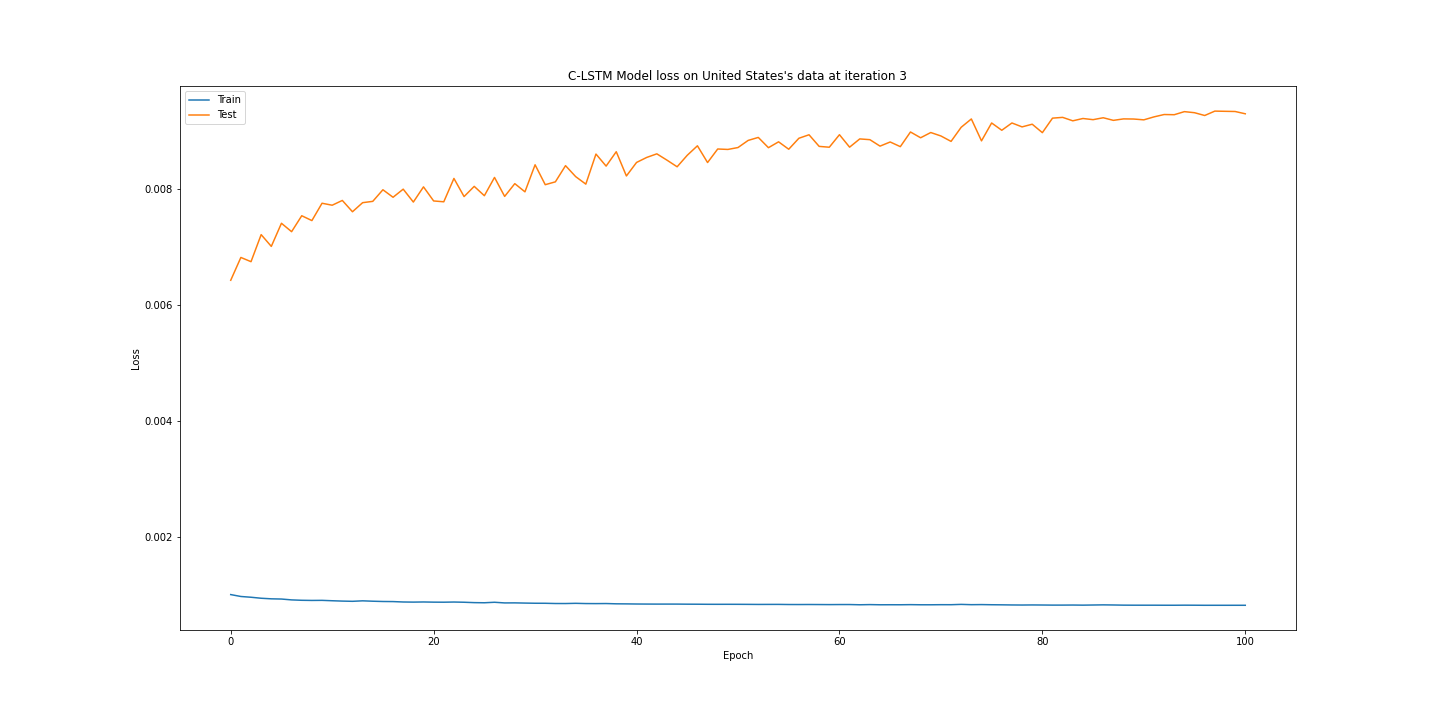 C-LSTM Model loss on United States's data at iteration 3
Train
Test
0.008
0.006
0.004
0.002
Loss
0 20 40 60 80 100
Epoch